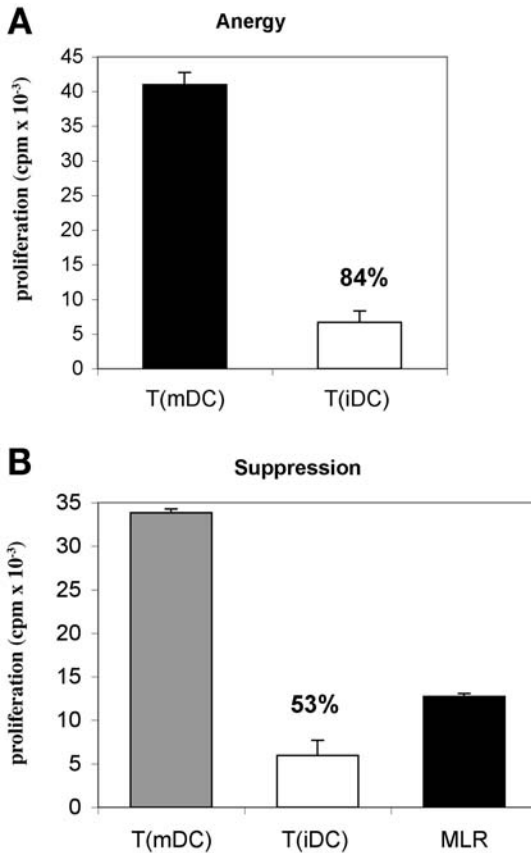 A
Anergy
proliferation (cpm x 10⁻³)
45
40
35
30
25
20
15
10
5
0
84%
T(mDC) T(iDC)
B
Suppression
proliferation (cpm x 10⁻³)
35
30
25
20
15
10
5
0
53%
T(mDC) T(iDC) MLR